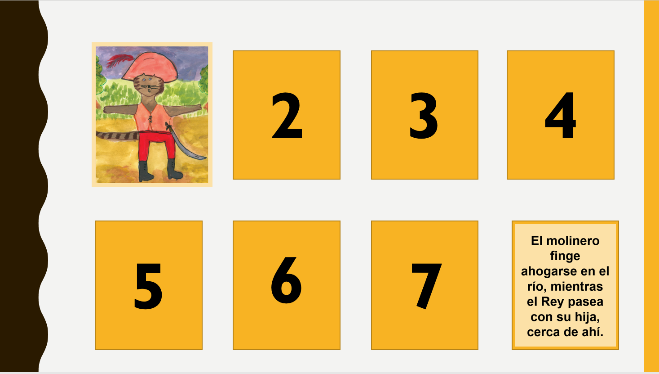 2
3
4
5
6
7
El molinero
finge
ahogarse en el
río, mientras
el Rey pasea
con su hija,
cerca de ahí.